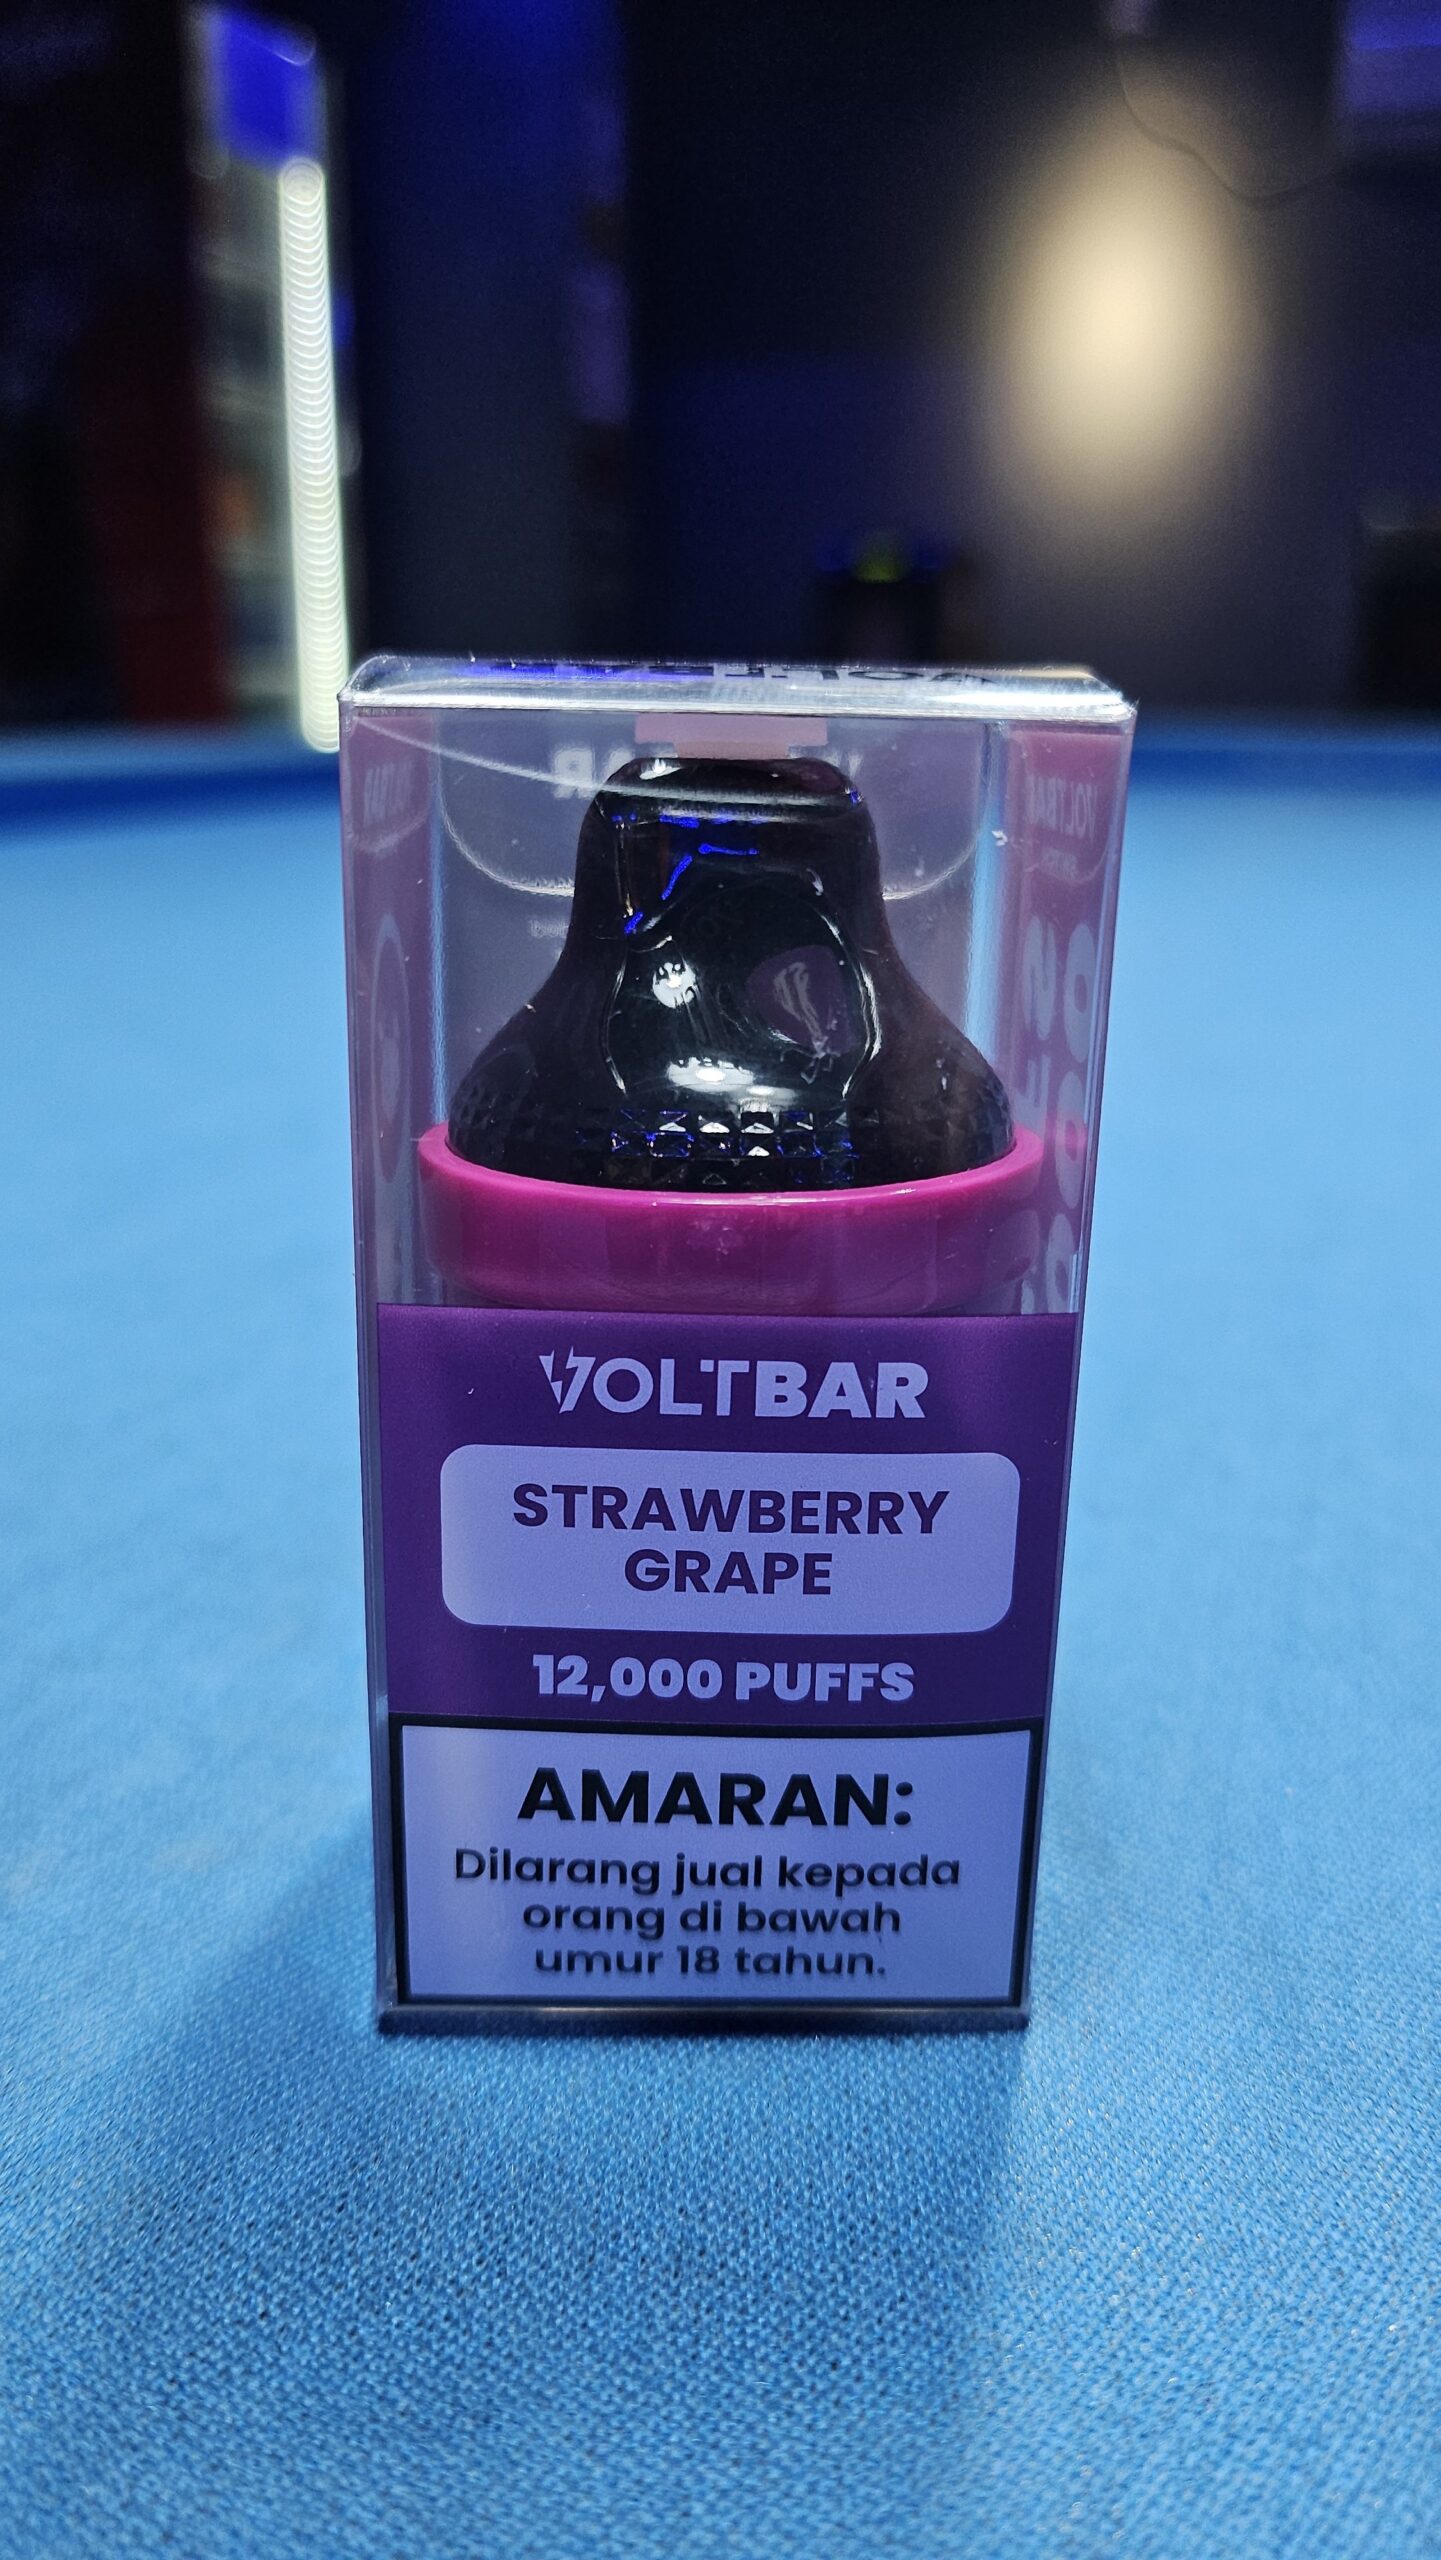 VOLTBAR
STRAWBERRY
GRAPE
12,000 PUFFS
AMARAN:
Dilarang jual kepada
orang di bawah
umur 18 tahun.